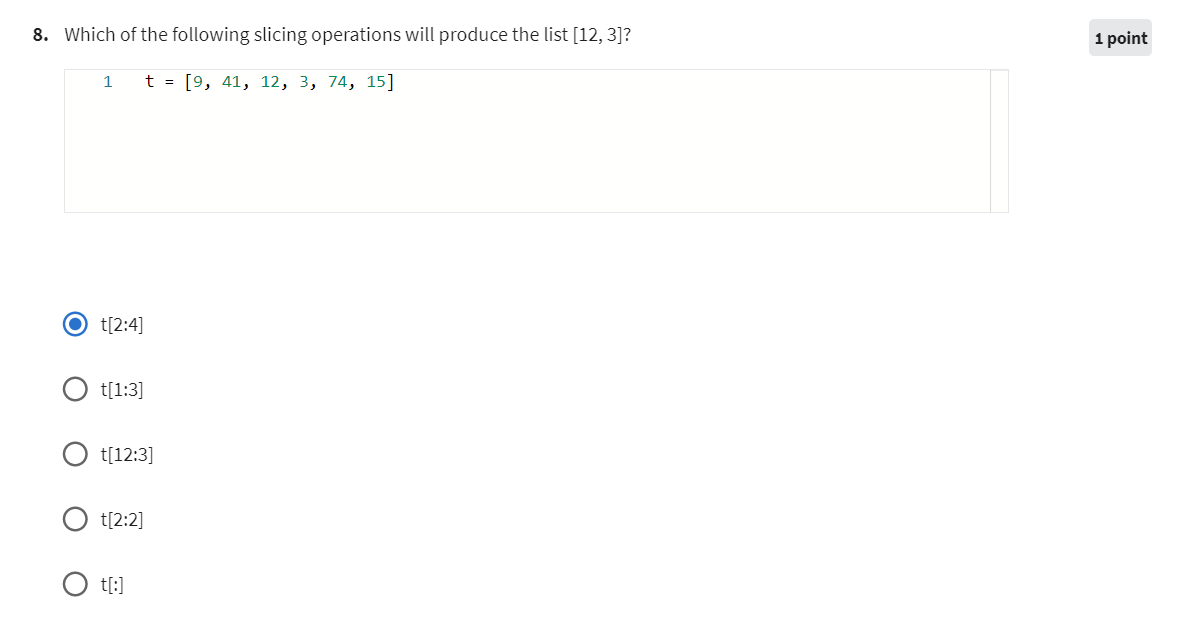 8. Which of the following slicing operations will produce the list [12, 3]?
1 point
1 t = [9, 41, 12, 3, 74, 15]
t[2:4]
t[1:3]
t[12:3]
t[2:2]
t[:]